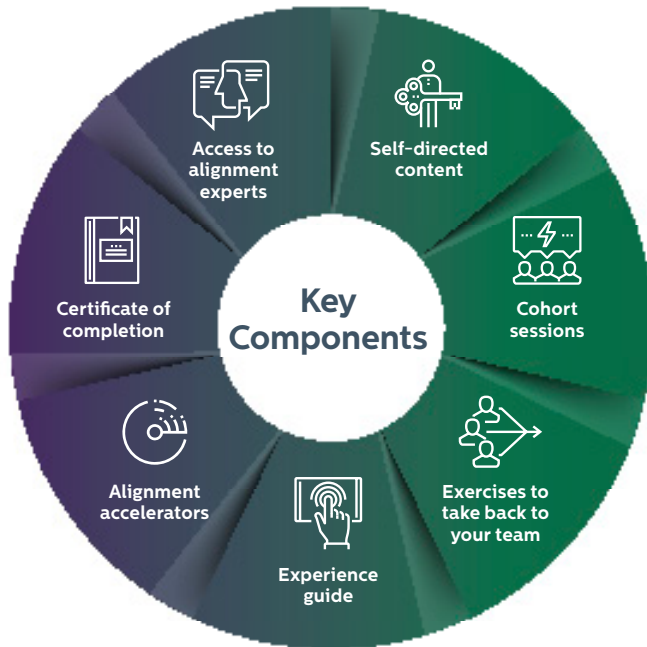 Key
Components
Self-directed
content
Cohort
sessions
Exercises to
take back to
your team
Experience
guide
Alignment
accelerators
Certificate of
completion
Access to
alignment
experts